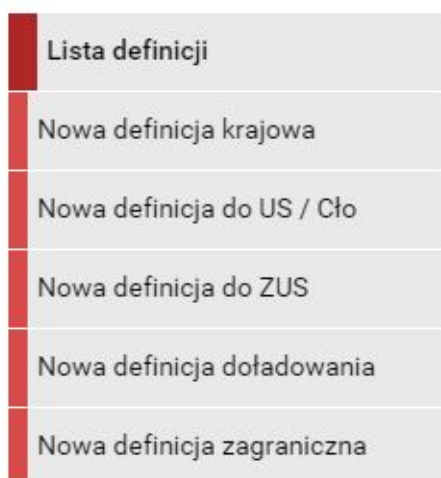 Lista definicji
Nowa definicja krajowa
Nowa definicja do US / Cło
Nowa definicja do ZUS
Nowa definicja doładowania
Nowa definicja zagraniczna